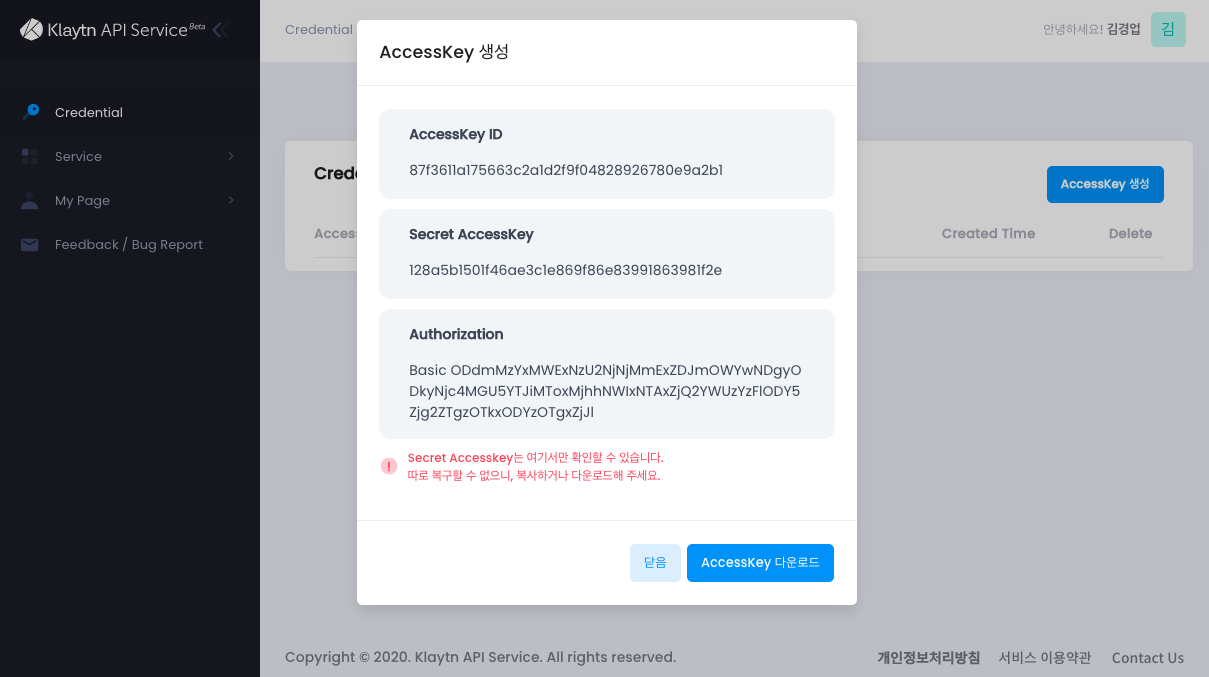 Klaytn API Service Beta
Credential
안녕하세요! 김경업
김
Credential
Service
My Page
Feedback / Bug Report
AccessKey 생성
Created Time
Delete
AccessKey 생성
AccessKey ID
87f3611a175663c2a1d2f9f04828926780e9a2b1
Secret AccessKey
128a5b1501f46ae3c1e869f86e83991863981f2e
Authorization
Basic ODdmMzYxMWExNzU2NjNjMmExZDJmOWYwNDgyO
DkyNjc4MGU5YTJiMToxMjhhNWIxNTAxZjQ2YWUzYzFlODY5
Zjg2ZTgzOTkxODYzOTgxZjJl
Secret Accesskey는 여기서만 확인할 수 있습니다.
따로 복구할 수 없으니, 복사하거나 다운로드해 주세요.
닫음
AccessKey 다운로드
Copyright © 2020. Klaytn API Service. All rights reserved.
개인정보처리방침
서비스 이용약관
Contact Us